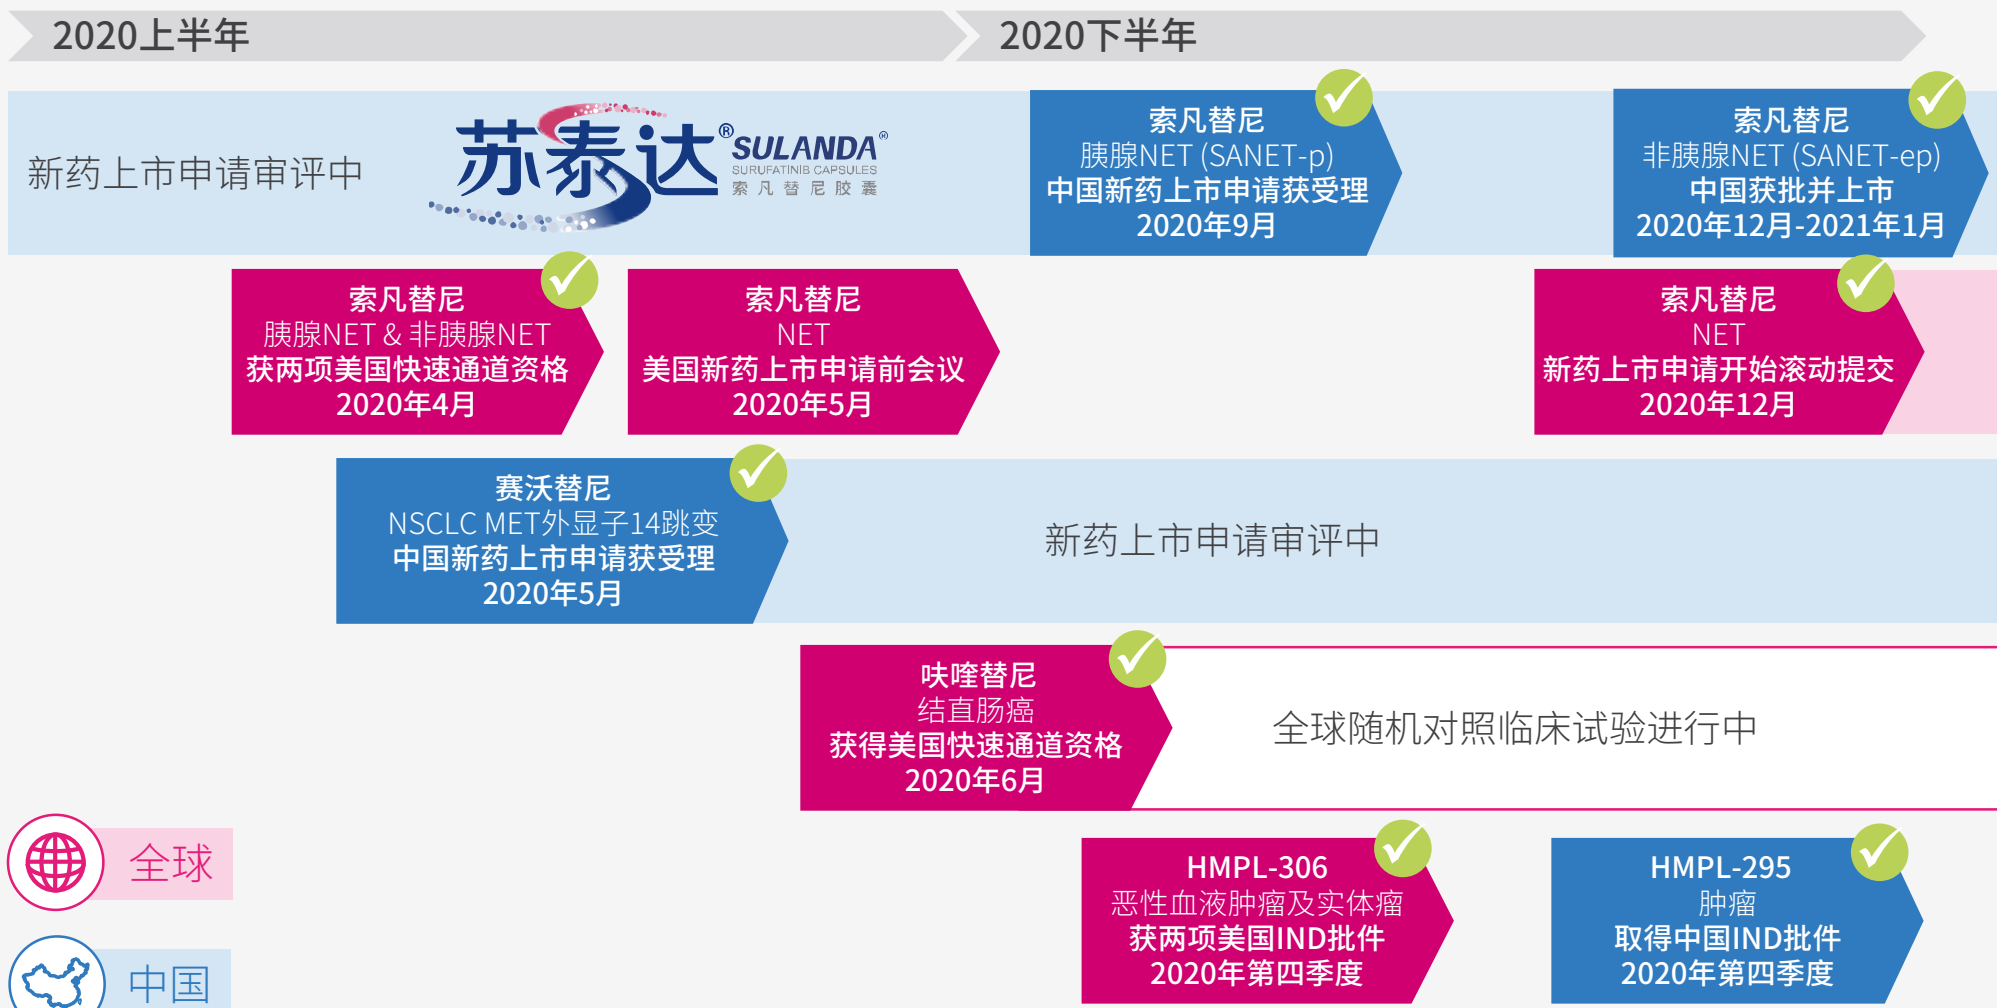 2020上半年
2020下半年
新药上市申请审评中
苏泰达®
SULANDA®
SURUFATINIB CAPSULES
索凡替尼胶囊
索凡替尼
胰腺NET (SANET-p)
中国新药上市申请获受理
2020年9月
索凡替尼
非胰腺NET (SANET-ep)
中国获批并上市
2020年12月-2021年1月
索凡替尼
胰腺NET & 非胰腺NET
获两项美国快速通道资格
2020年4月
索凡替尼
NET
美国新药上市申请前会议
2020年5月
索凡替尼
NET
新药上市申请开始滚动提交
2020年12月
赛沃替尼
NSCLC MET外显子14跳变
中国新药上市申请获受理
2020年5月
新药上市申请审评中
呋喹替尼
结直肠癌
获得美国快速通道资格
2020年6月
全球随机对照临床试验进行中
HMPL-306
恶性血液肿瘤及实体瘤
获两项美国IND批件
2020年第四季度
HMPL-295
肿瘤
取得中国IND批件
2020年第四季度
全球
中国